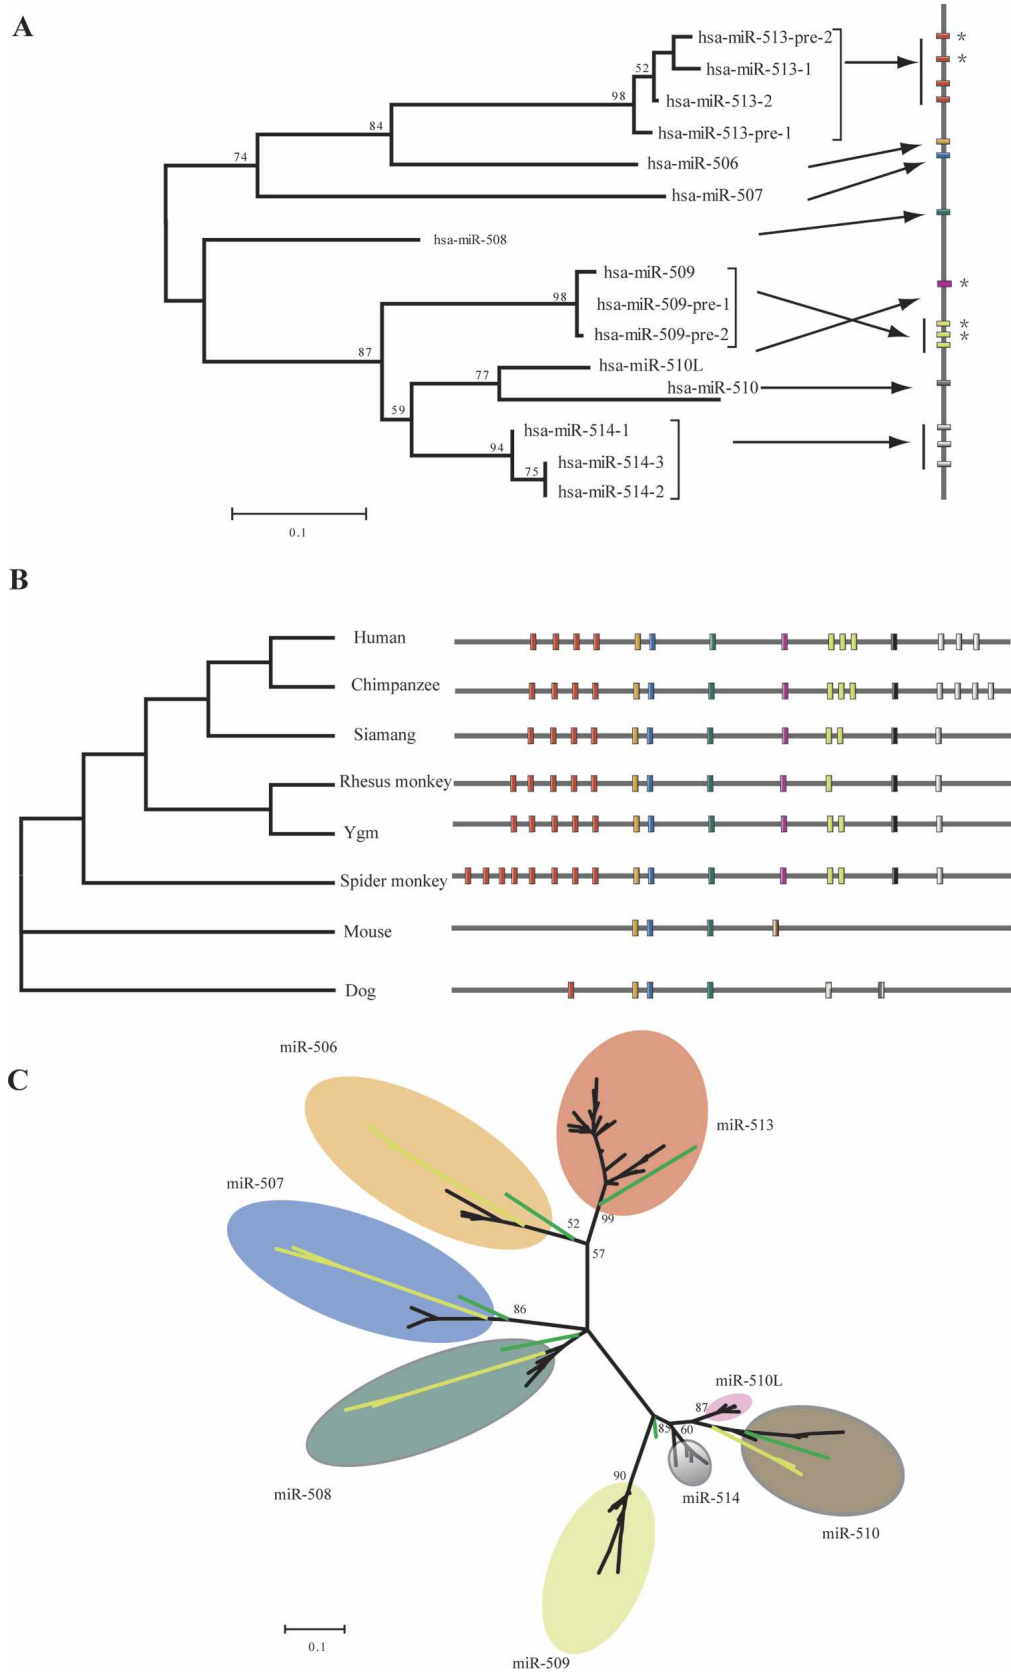 A
hsa-miR-513-pre-2
*
*
52
hsa-miR-513-1
98
hsa-miR-513-2
84
hsa-miR-513-pre-1
74
hsa-miR-506
hsa-miR-507
hsa-miR-508
hsa-miR-509
*
98
hsa-miR-509-pre-1
*
hsa-miR-509-pre-2
*
87
hsa-miR-510L
77
hsa-miR-510
59
hsa-miR-514-1
94
hsa-miR-514-3
75
hsa-miR-514-2
0.1
B
Human
Chimpanzee
Siamang
Rhesus monkey
Ygm
Spider monkey
Mouse
Dog
C
miR-506
miR-513
miR-507
52
99
57
86
miR-510L
87
85
60
miR-508
90
miR-514
miR-510
0.1
miR-509